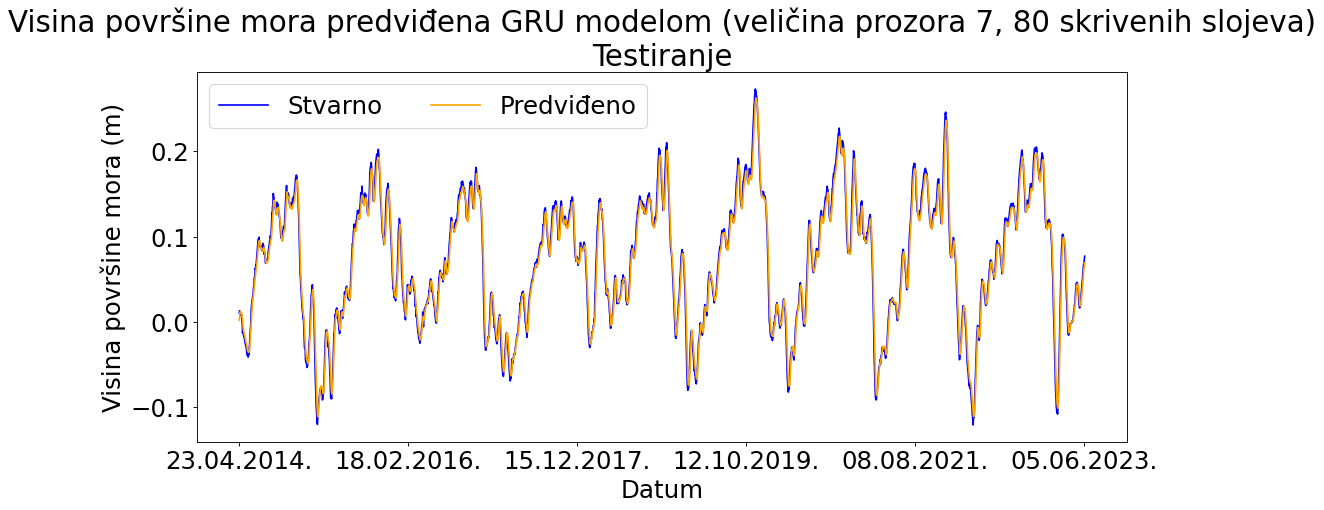 Visina površine mora predviđena GRU modelom (veličina prozora 7, 80 skrivenih slojeva)
Testiranje
Stvarno
Predviđeno
Visina površine mora (m)
0.2
0.1
0.0
−0.1
23.04.2014.
18.02.2016.
15.12.2017.
12.10.2019.
08.08.2021.
05.06.2023.
Datum